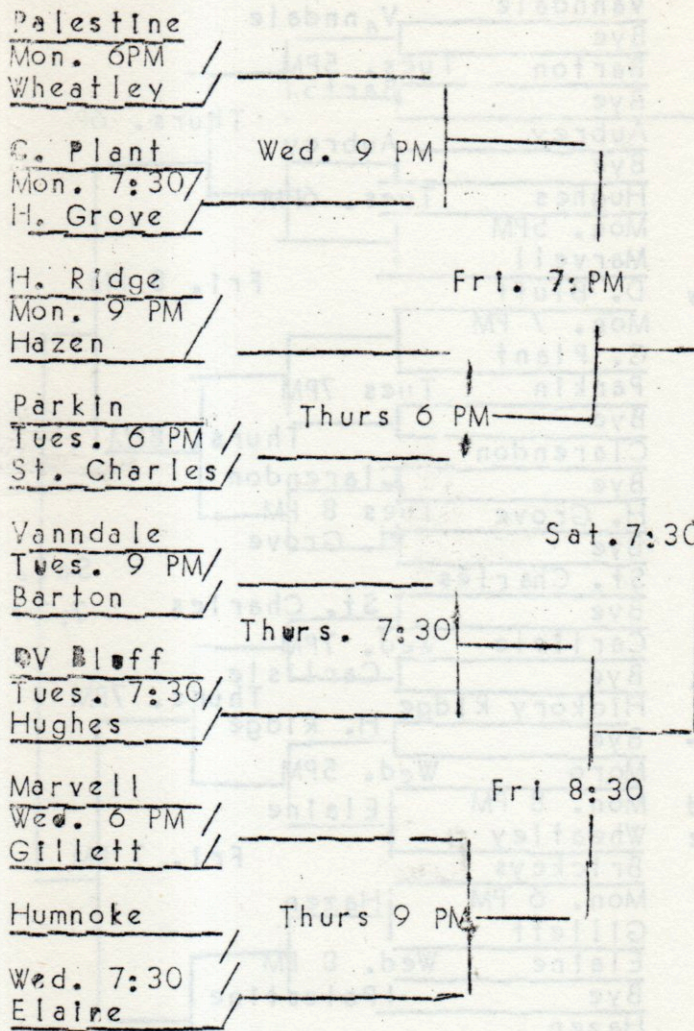 Palestine
Mon. 6PM
Wheatley
C. Plant
Wed. 9 PM
Mon. 7:30
H. Grove
H. Ridge
Fri. 7:PM
Mon. 9 PM
Hazen
Parkin
Thurs 6 PM
Tues. 6 PM
St. Charles
Vanndale
Sat. 7:30
Tues. 9 PM
Barton
Thurs. 7:30
DV Bluff
Tues. 7:30
Hughes
Marvell
Fri 8:30
Wed. 6 PM
Gillett
Humnoke
Thurs 9 PM
Wed. 7:30
Elaine